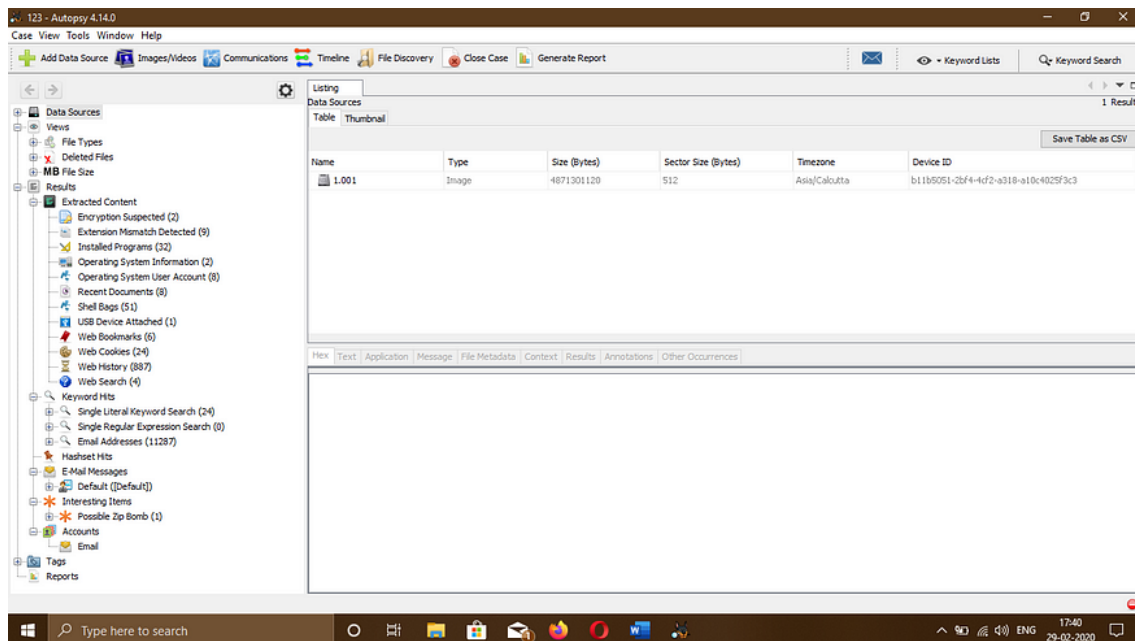 123 - Autopsy 4.14.0
Case View Tools Window Help
Add Data Source Images/Videos Communications Timeline File Discovery Close Case Generate Report Keyword Lists Keyword Search
Listing
Data Sources
1 Result
Table Thumbnail
Save Table as CSV
Name Type Size (Bytes) Sector Size (Bytes) Timezone Device ID
1.001 Image 4871301120 512 Asia/Calcutta b11b5051-2bf4-4cf2-a318-a10c4025f3c3
Data Sources
Views
File Types
Deleted Files
MB File Size
Results
Extracted Content
Encryption Suspected (2)
Extension Mismatch Detected (9)
Installed Programs (32)
Operating System Information (2)
Operating System User Account (8)
Recent Documents (8)
Shell Bags (51)
USB Device Attached (1)
Web Bookmarks (6)
Web Cookies (24)
Web History (887)
Web Search (4)
Keyword Hits
Single Literal Keyword Search (24)
Single Regular Expression Search (0)
Email Addresses (11287)
Hashset Hits
E-Mail Messages
Default ([Default])
Interesting Items
Possible Zip Bomb (1)
Accounts
Email
Tags
Reports
Hex Text Application Message File Metadata Context Results Annotations Other Occurrences
Type here to search
ENG
17:40
29-02-2020